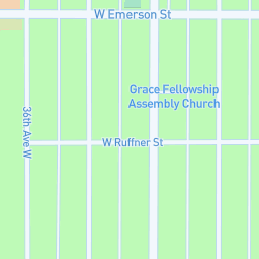 W Emerson St
Grace Fellowship
Assembly Church
36th Ave W
W Ruffner St